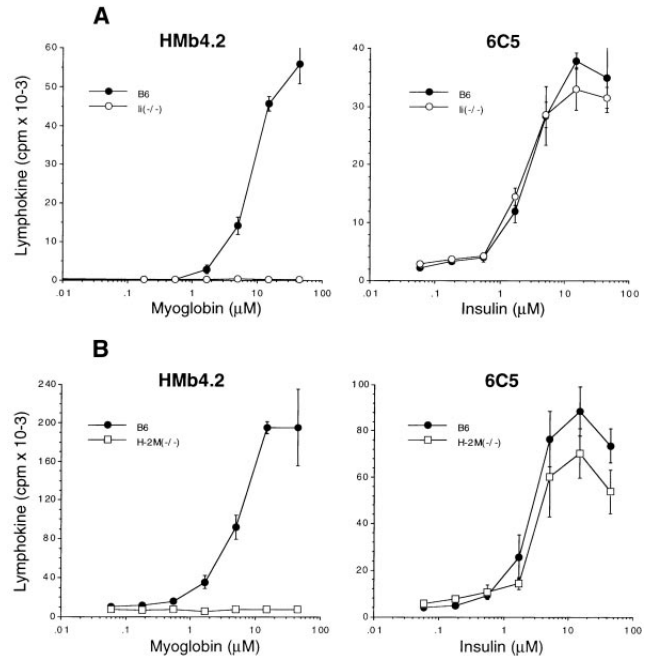 A
HMb4.2
6C5
60
50
40
30
20
10
0
Lymphokine (cpm x 10-3)
B6
Ii(-/-)
.01 .1 1 10 100
Myoglobin (µM)
40
30
20
10
0
B6
Ii(-/-)
.01 .1 1 10 100
Insulin (µM)
B
HMb4.2
6C5
240
200
160
120
80
40
0
Lymphokine (cpm x 10-3)
B6
H-2M(-/-)
.01 .1 1 10 100
Myoglobin (µM)
100
80
60
40
20
0
B6
H-2M(-/-)
.01 .1 1 10 100
Insulin (µM)